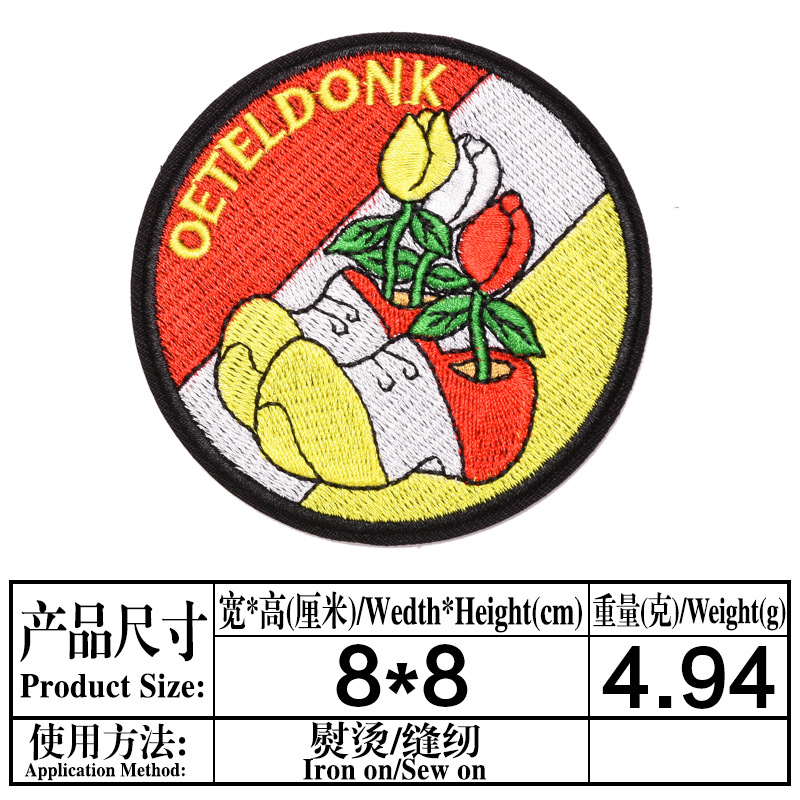 OETELDONK
产品尺寸
Product Size:
宽*高(厘米)/Wedth*Height(cm)
重量(克)/Weight(g)
8*8
4.94
使用方法:
Application Method:
熨烫/缝纫
Iron on/Sew on